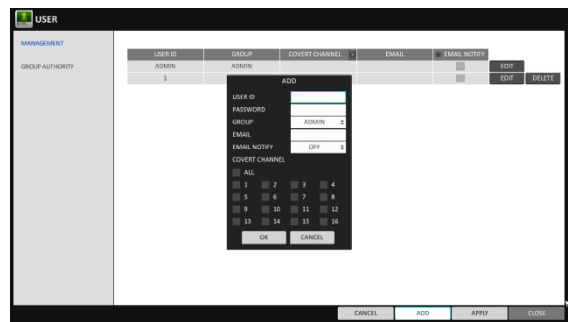 USER
MANAGEMENT
GROUP AUTHORITY
USER ID GROUP COVERT CHANNEL EMAIL EMAIL NOTIFY
ADMIN ADMIN EDIT
1 EDIT DELETE
ADD
USER ID
PASSWORD
GROUP ADMIN
EMAIL
EMAIL NOTIFY OFF
COVERT CHANNEL
ALL
1 2 3 4
5 6 7 8
9 10 11 12
13 14 15 16
OK CANCEL
CANCEL ADD APPLY CLOSE